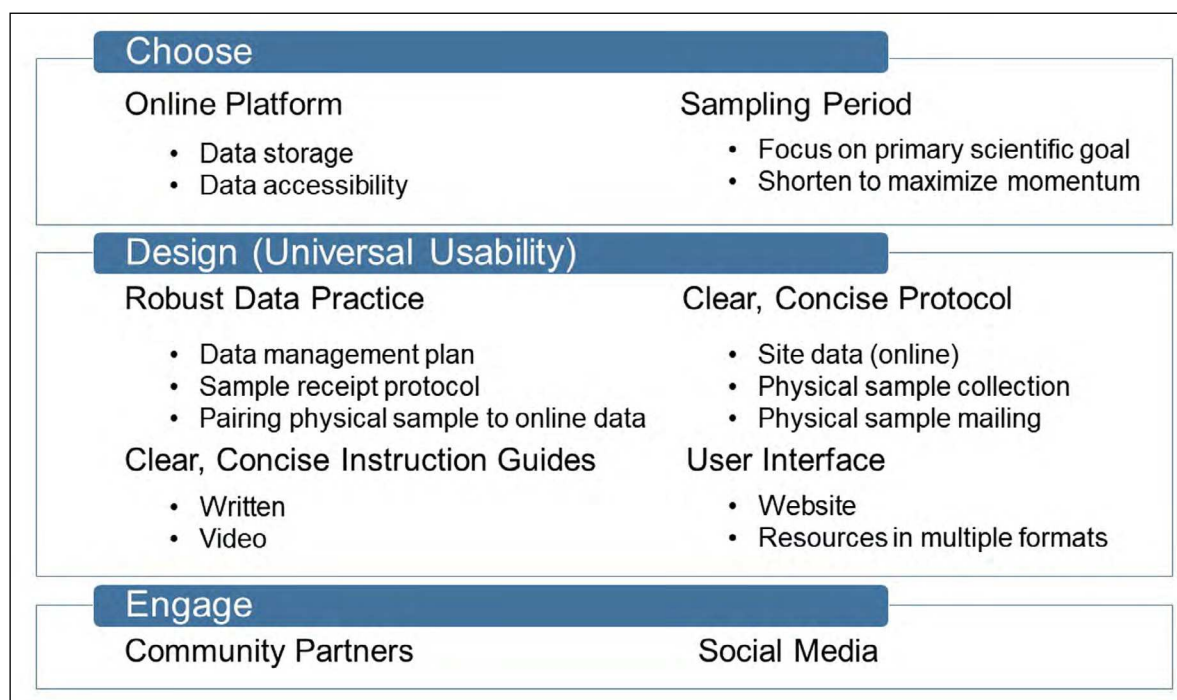 Choose
Online Platform
• Data storage
• Data accessibility
Sampling Period
• Focus on primary scientific goal
• Shorten to maximize momentum
Design (Universal Usability)
Robust Data Practice
• Data management plan
• Sample receipt protocol
• Pairing physical sample to online data
Clear, Concise Protocol
• Site data (online)
• Physical sample collection
• Physical sample mailing
Clear, Concise Instruction Guides
• Written
• Video
User Interface
• Website
• Resources in multiple formats
Engage
Community Partners
Social Media